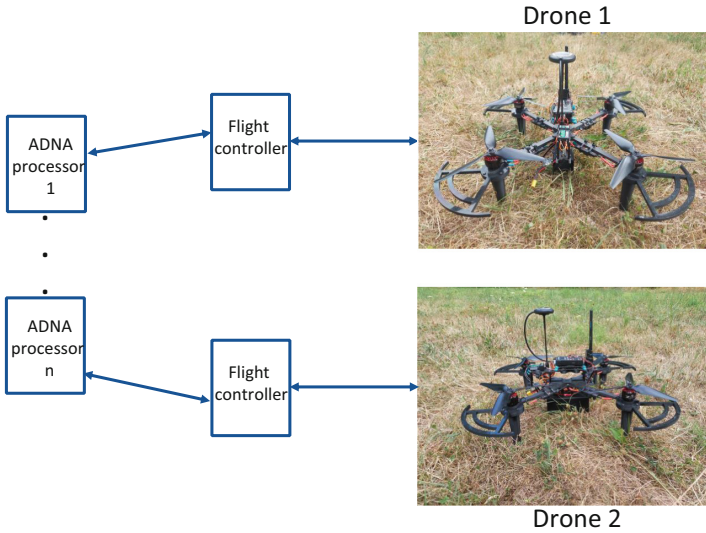 Drone 1
ADNA
processor
1
Flight
controller
ADNA
processor
n
Flight
controller
Drone 2